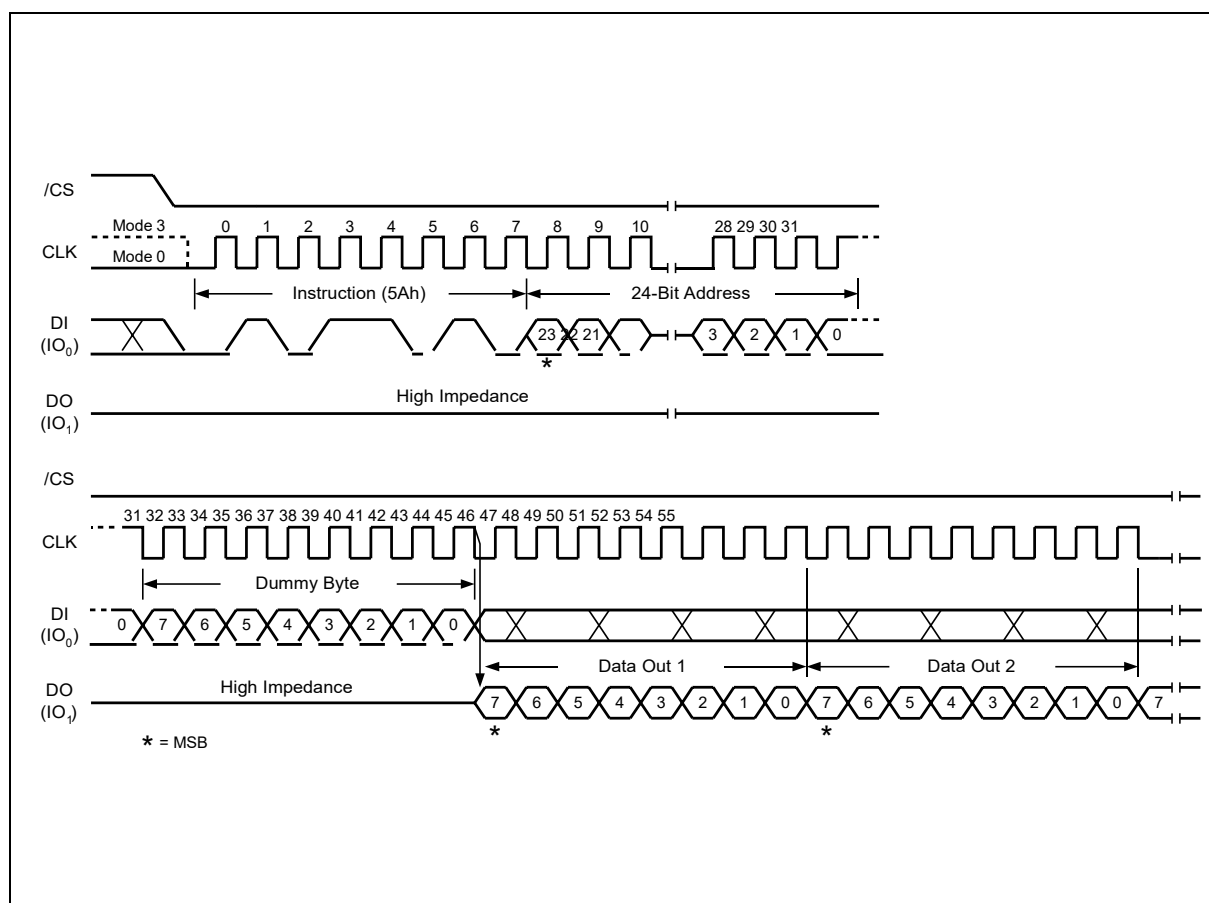 /CS
Mode 3 0 1 2 3 4 5 6 7 8 9 10 28 29 30 31
CLK
Mode 0
Instruction (5Ah) 24-Bit Address
DI
(IO0)
23 22 21 3 2 1 0
*
High Impedance
DO
(IO1)
/CS
31 32 33 34 35 36 37 38 39 40 41 42 43 44 45 46 47 48 49 50 51 52 53 54 55
CLK
Dummy Byte
DI
(IO0)
0 7 6 5 4 3 2 1 0
Data Out 1 Data Out 2
High Impedance
DO
(IO1)
7 6 5 4 3 2 1 0 7 6 5 4 3 2 1 0 7
* *
* = MSB